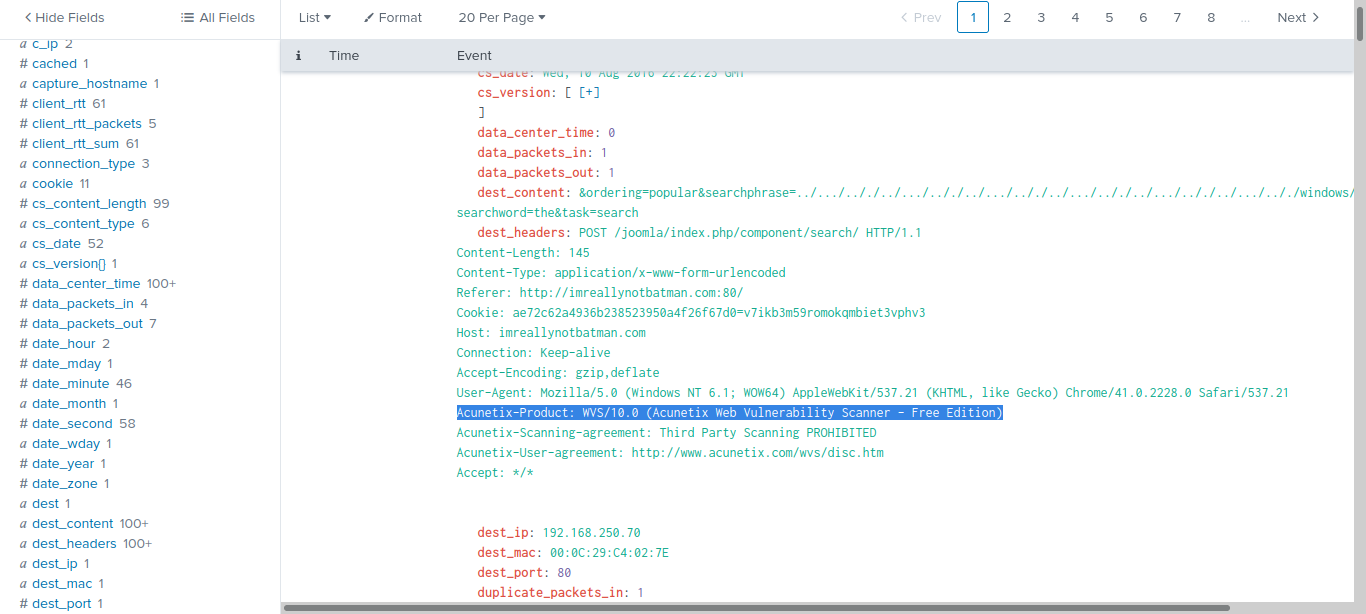 Hide Fields All Fields
List Format 20 Per Page Prev 1 2 3 4 5 6 7 8 ... Next
i Time Event
a c_ip 2
# cached 1
a capture_hostname 1
# client_rtt 61
# client_rtt_packets 5
# client_rtt_sum 61
a connection_type 3
a cookie 11
# cs_content_length 99
a cs_content_type 6
a cs_date 52
a cs_version{} 1
# data_center_time 100+
# data_packets_in 4
# data_packets_out 7
# date_hour 2
# date_mday 1
# date_minute 46
a date_month 1
# date_second 58
a date_wday 1
# date_year 1
# date_zone 1
a dest 1
a dest_content 100+
a dest_headers 100+
a dest_ip 1
a dest_mac 1
# dest_port 1
cs_date: Wed, 10 Aug 2016 22:22:23 GMT
cs_version: [ [+]
]
data_center_time: 0
data_packets_in: 1
data_packets_out: 1
dest_content: &ordering=popular&searchphrase=../.../././../.../././../.../././../.../././../.../././../.../././../.../././windows/
searchword=the&task=search
dest_headers: POST /joomla/index.php/component/search/ HTTP/1.1
Content-Length: 145
Content-Type: application/x-www-form-urlencoded
Referer: http://imreallynotbatman.com:80/
Cookie: ae72c62a4936b238523950a4f26f67d0=v7ikb3m59romokqmbiet3vphv3
Host: imreallynotbatman.com
Connection: Keep-alive
Accept-Encoding: gzip,deflate
User-Agent: Mozilla/5.0 (Windows NT 6.1; WOW64) AppleWebKit/537.21 (KHTML, like Gecko) Chrome/41.0.2228.0 Safari/537.21
Acunetix-Product: WVS/10.0 (Acunetix Web Vulnerability Scanner - Free Edition)
Acunetix-Scanning-agreement: Third Party Scanning PROHIBITED
Acunetix-User-agreement: http://www.acunetix.com/wvs/disc.htm
Accept: */*
dest_ip: 192.168.250.70
dest_mac: 00:0C:29:C4:02:7E
dest_port: 80
duplicate_packets_in: 1